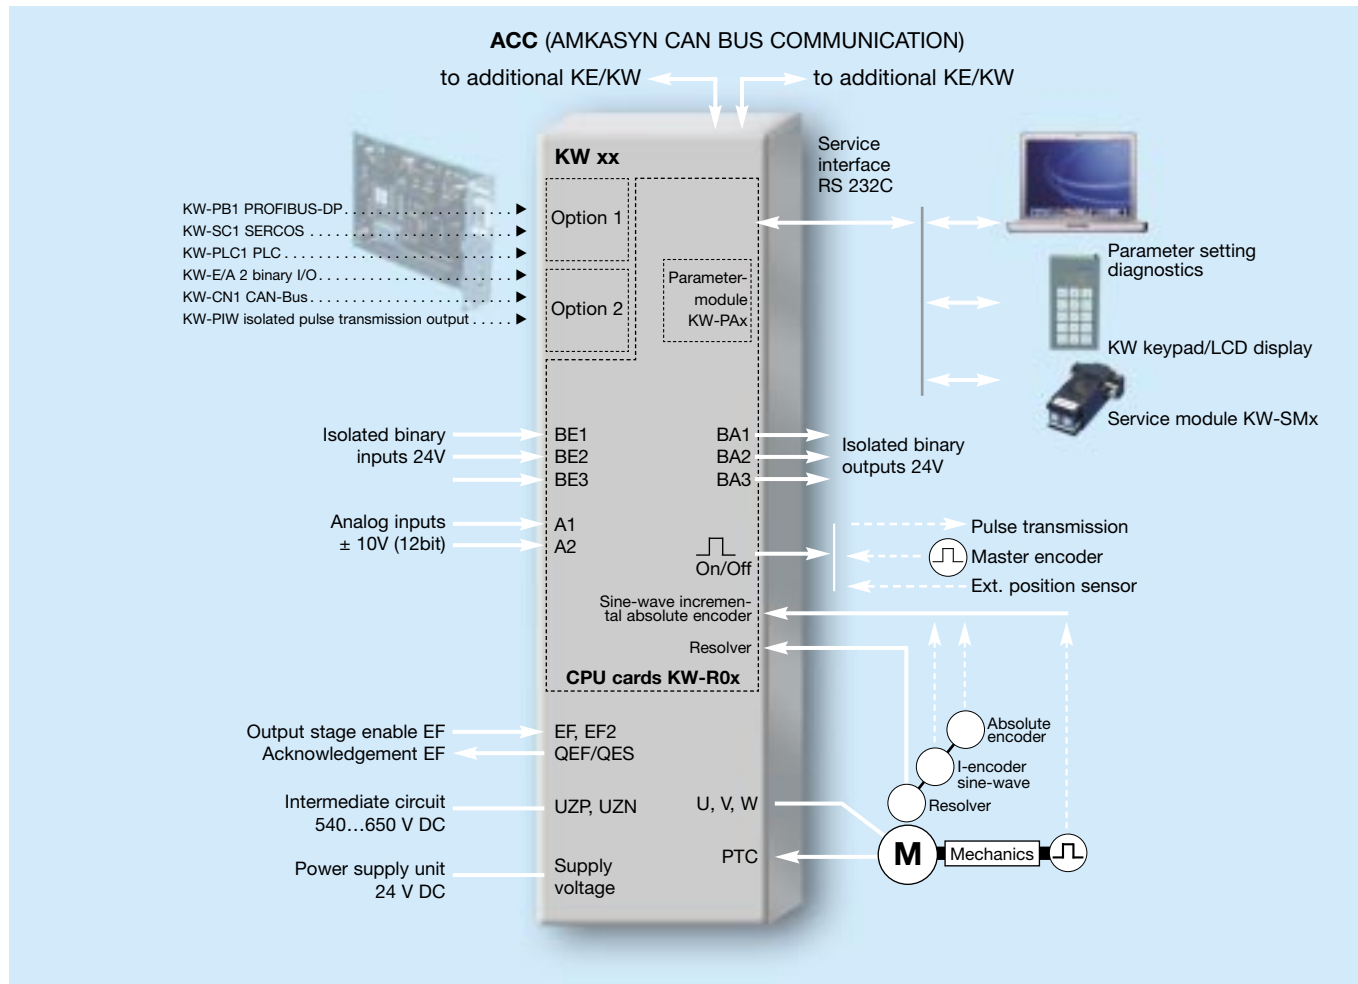 ACC (AMKASYN CAN BUS COMMUNICATION)
to additional KE/KW
to additional KE/KW
KW xx
Service
interface
RS 232C
KW-PB1 PROFIBUS-DP
KW-SC1 SERCOS
KW-PLC1 PLC
KW-E/A 2 binary I/O
KW-CN1 CAN-Bus
KW-PIW isolated pulse transmission output
Option 1
Option 2
Parameter-
module
KW-PAx
Parameter setting
diagnostics
KW keypad/LCD display
Service module KW-SMx
Isolated binary
inputs 24V
BE1
BE2
BE3
BA1
BA2
BA3
Isolated binary
outputs 24V
Analog inputs
± 10V (12bit)
A1
A2
On/Off
Pulse transmission
Master encoder
Ext. position sensor
Sine-wave incremen-
tal absolute encoder
Resolver
CPU cards KW-R0x
Output stage enable EF
Acknowledgement EF
EF, EF2
QEF/QES
Absolute
encoder
I-encoder
sine-wave
Resolver
Intermediate circuit
540...650 V DC
UZP, UZN
U, V, W
Power supply unit
24 V DC
Supply
voltage
PTC
M
Mechanics